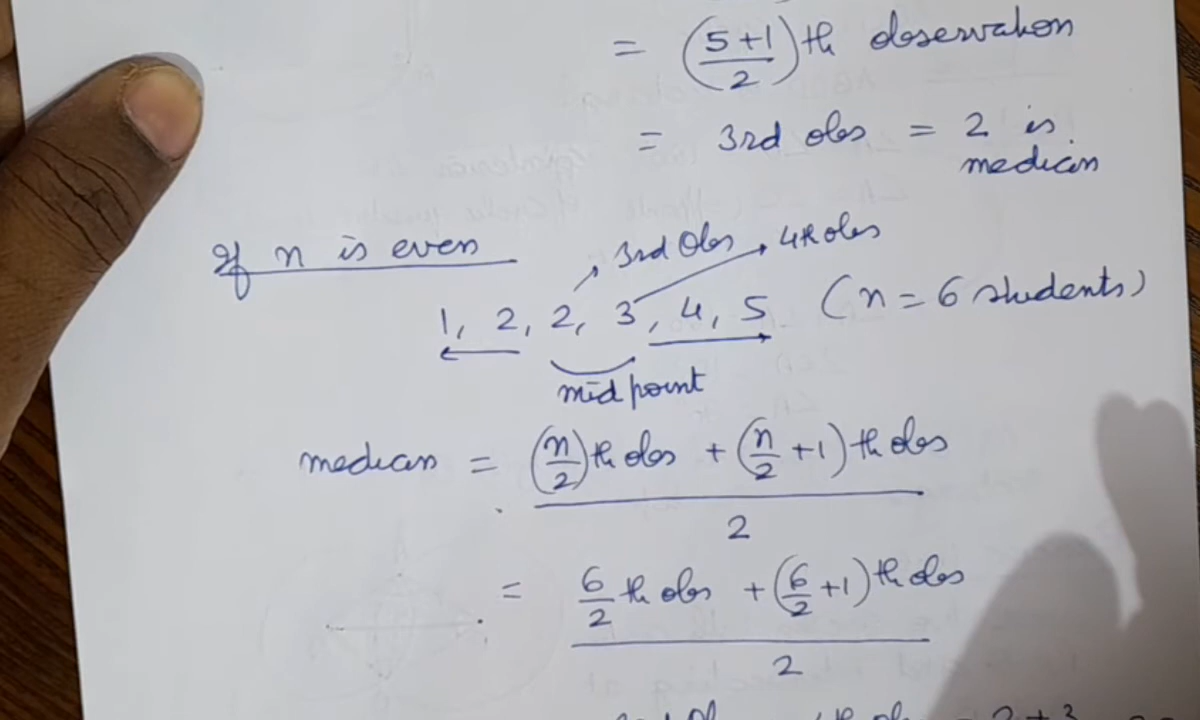 = (5+1/2)th observation
= 3rd obs = 2 is
median
If n is even
3rd Obs 4th obs
1, 2, 2, 3, 4, 5 (n = 6 students)
mid point
median = (n/2)th obs + (n/2 +1)th obs
2
= 6/2 th obs + (6/2 +1)th obs
2
2+3